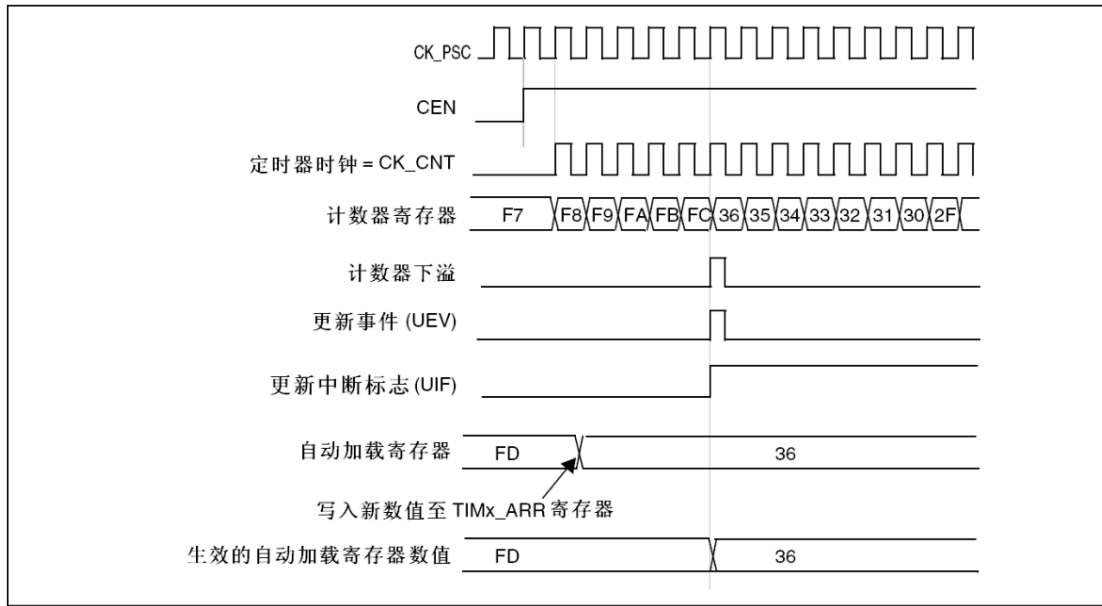 CK_PSC
CEN
定时器时钟 = CK_CNT
计数器寄存器 F7 F8 F9 FA FB FC 36 35 34 33 32 31 30 2F
计数器下溢
更新事件 (UEV)
更新中断标志 (UIF)
自动加载寄存器 FD 36
写入新数值至 TIMx_ARR 寄存器
生效的自动加载寄存器数值 FD 36